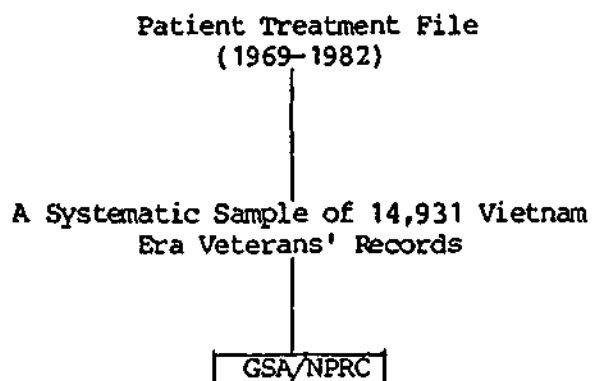 Patient Treatment File
(1969-1982)
A Systematic Sample of 14,931 Vietnam
Era Veterans' Records
GSA/NPRC